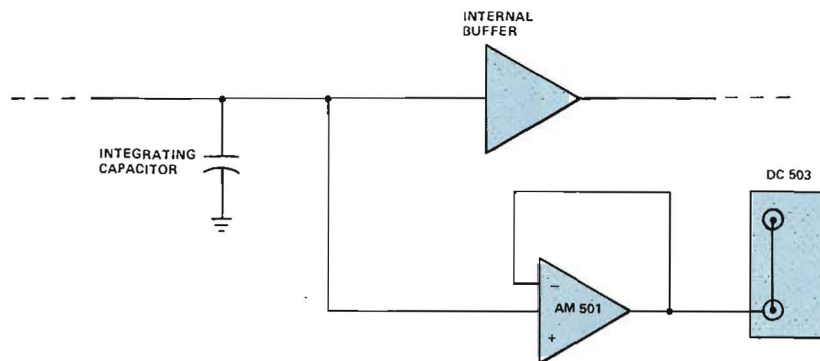 INTERNAL
BUFFER
INTEGRATING
CAPACITOR
DC 503
−
AM 501
+